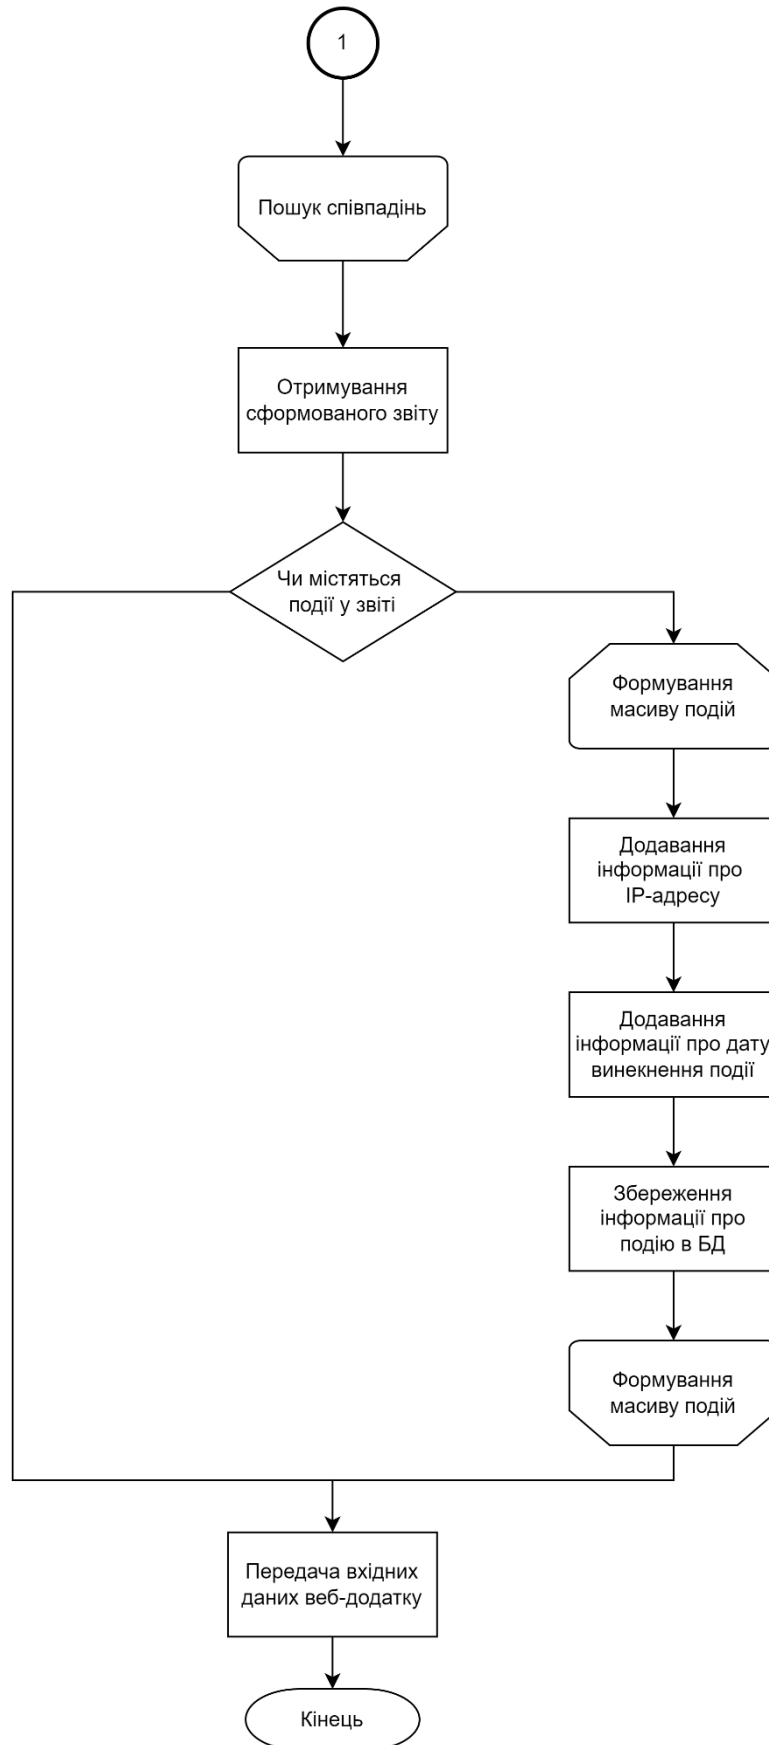 1
Пошук співпадінь
Отримування
сформованого звіту
Чи містяться
події у звіті
Формування
масиву подій
Додавання
інформації про
IP-адресу
Додавання
інформації про дату
винекнення події
Збереження
інформації про
подію в БД
Формування
масиву подій
Передача вхідних
даних веб-додатку
Кінець